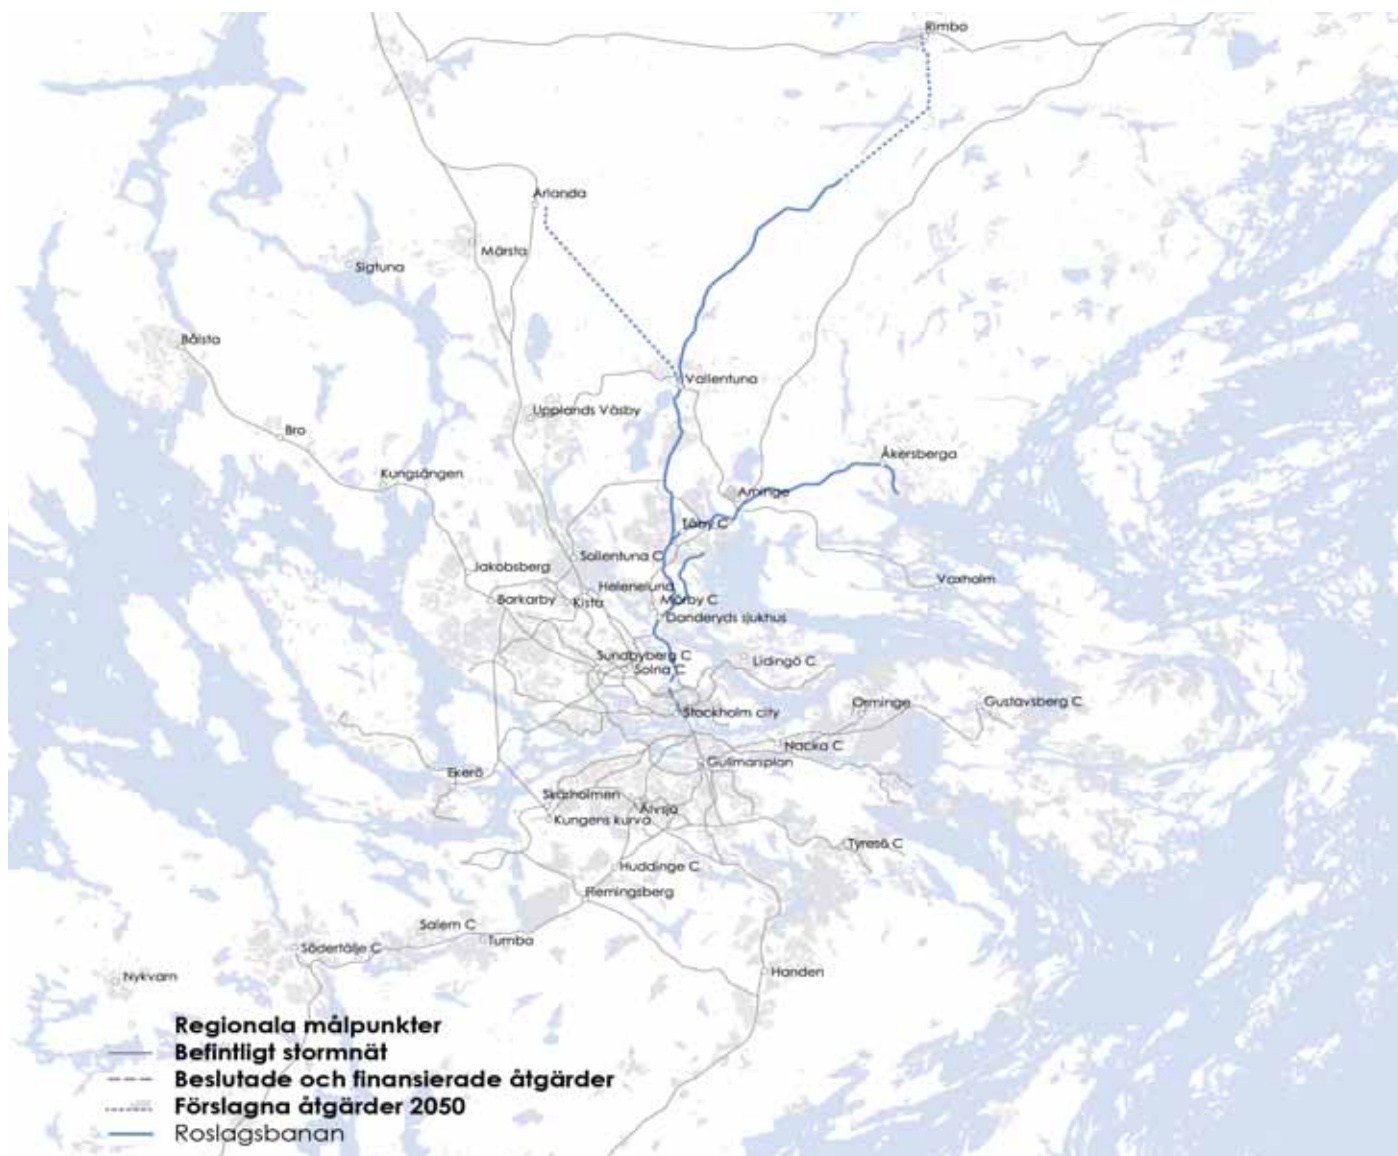 Rimbo
Arlanda
Märsta
Sigtuna
Bålsta
Vallentuna
Upplands Väsby
Bro
Åkersberga
Kungsängen
Arninge
Täby C
Sollentuna C
Jakobsberg
Vaxholm
Helenelund
Barkarby
Kista
Mörby C
Danderyds sjukhus
Sundbyberg C
Lidingö C
Solna C
Orminge
Gustavsberg C
Stockholm city
Nacka C
Gullmarsplan
Ekerö
Skärholmen
Älvsjö
Kungens kurva
Tyresö C
Huddinge C
Flemingsberg
Salem C
Tumba
Södertälje C
Handen
Nykvarn
Regionala målpunkter
Befintligt stormnät
Beslutade och finansierade åtgärder
Förslagna åtgärder 2050
Roslagsbanan